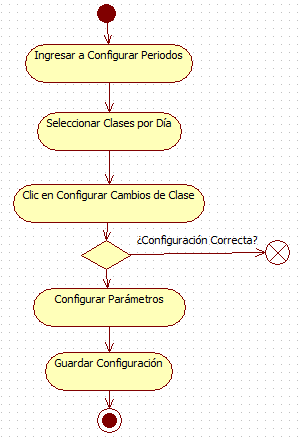 Ingresar a Configurar Periodos
Seleccionar Clases por Día
Clic en Configurar Cambios de Clase
¿Configuración Correcta?
Configurar Parámetros
Guardar Configuración